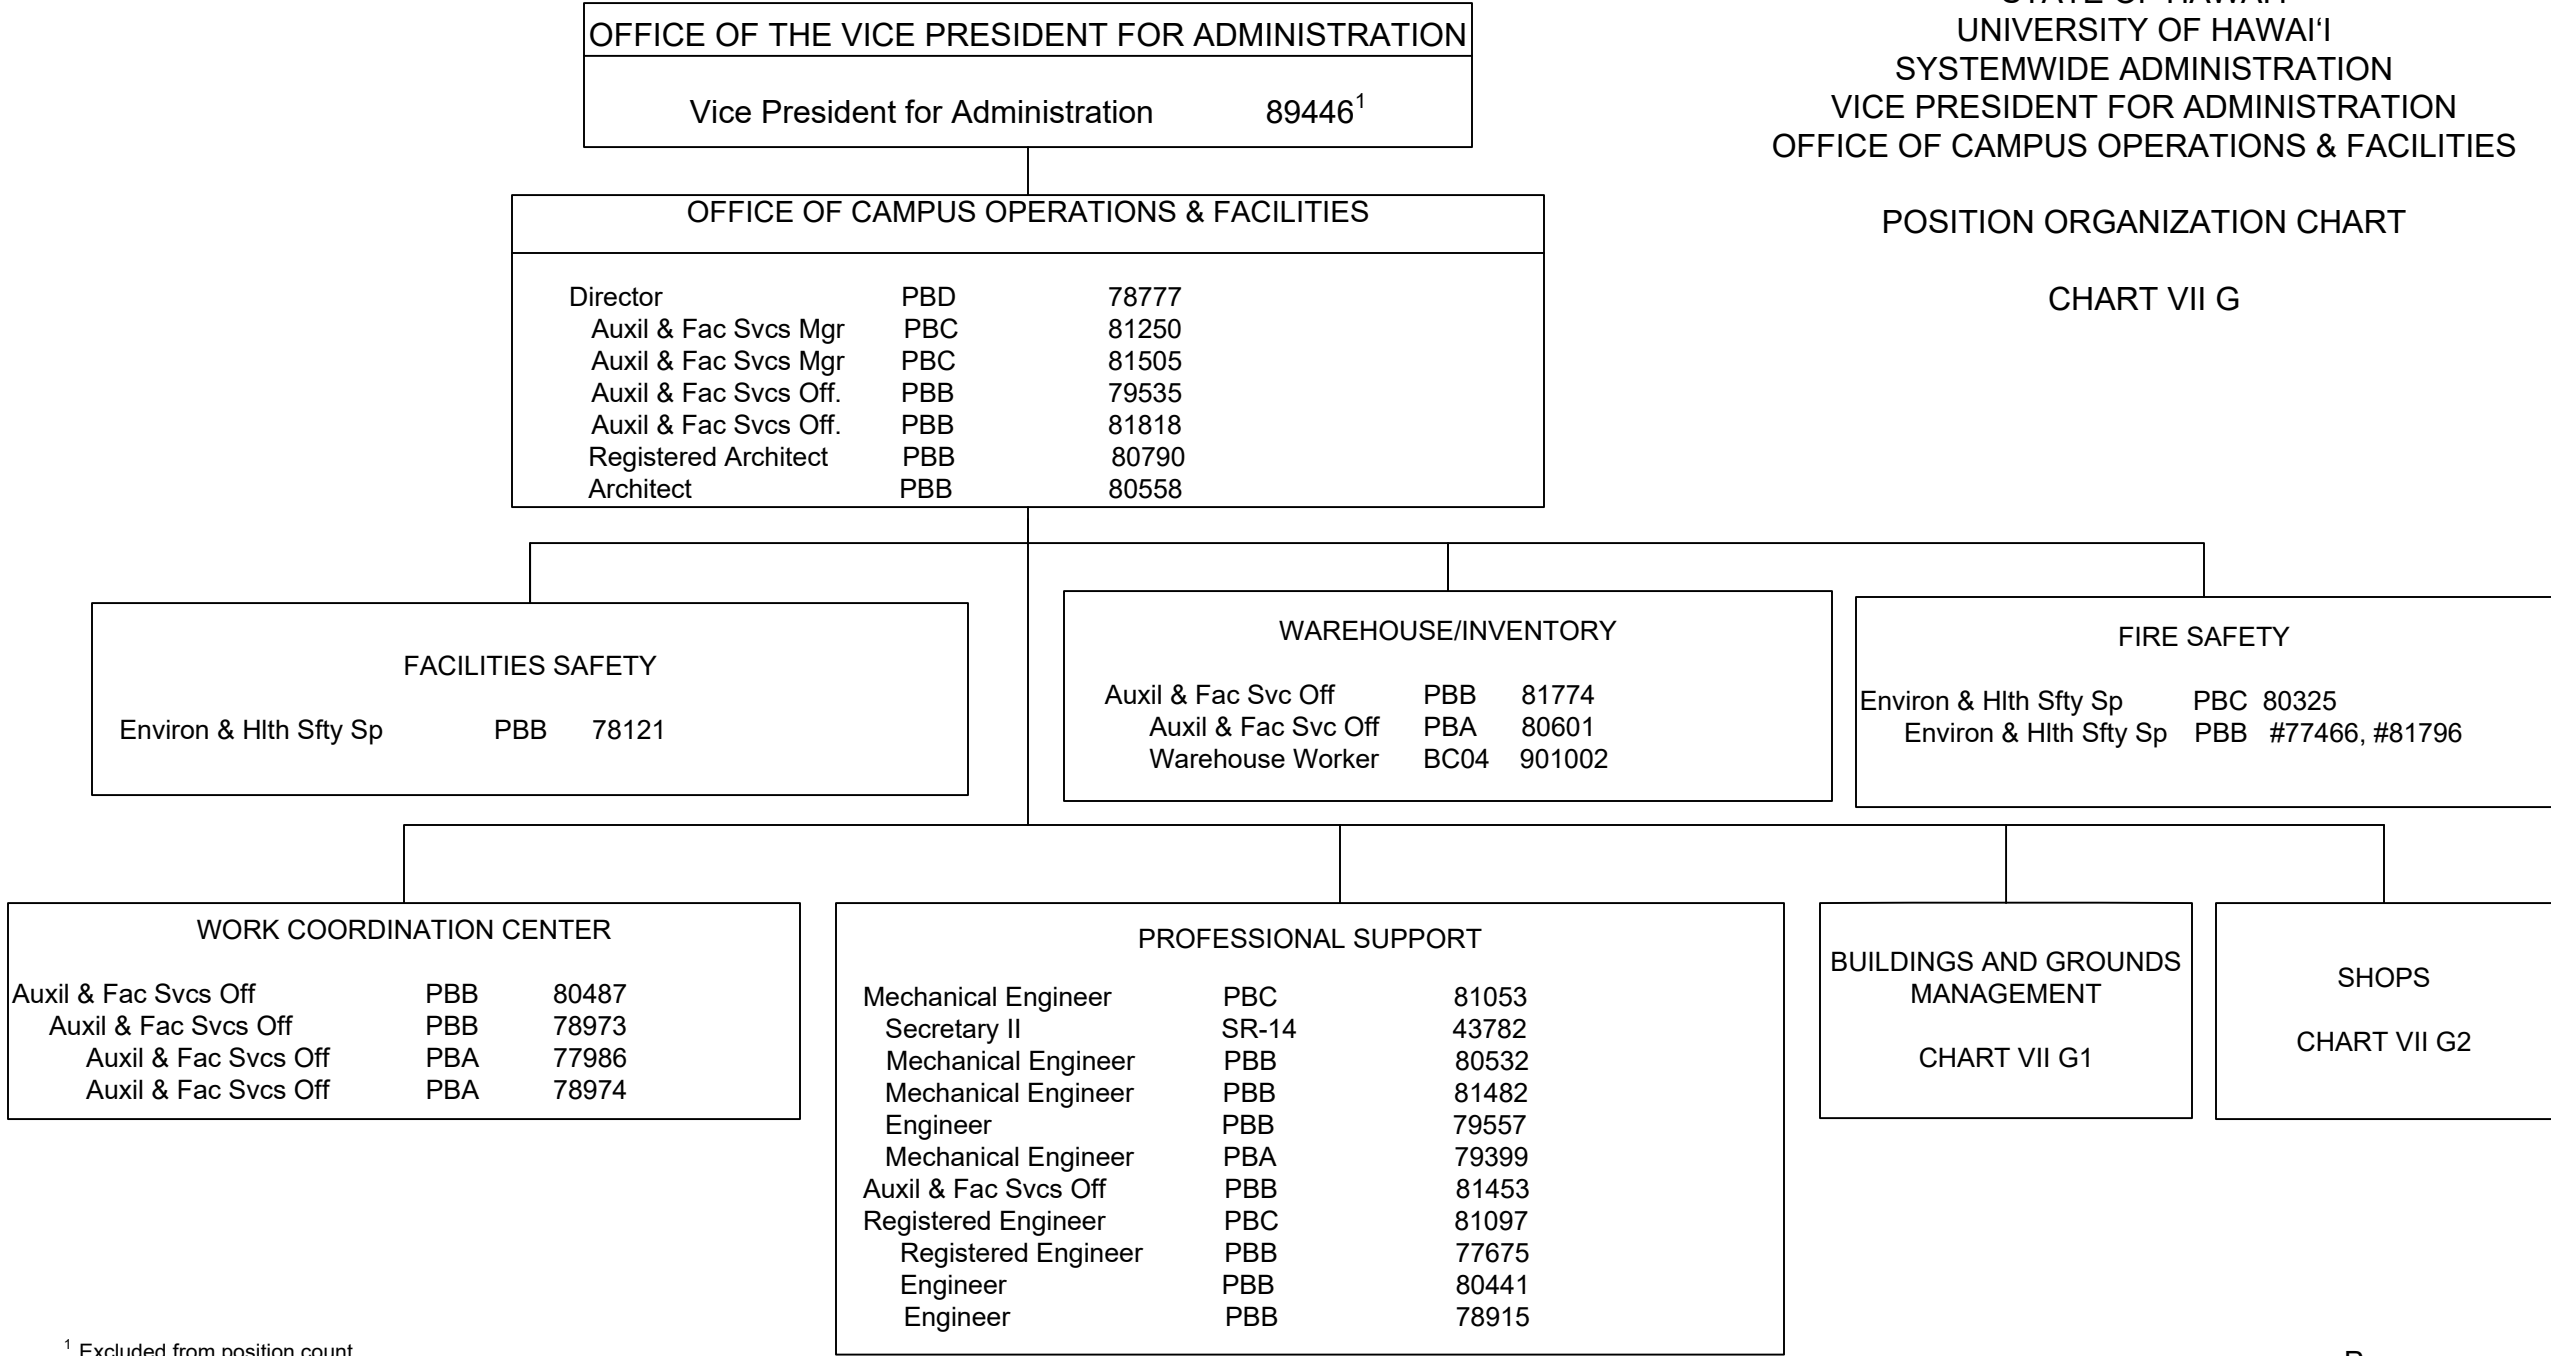 OFFICE OF THE VICE PRESIDENT FOR ADMINISTRATION
Vice President for Administration 89446¹
UNIVERSITY OF HAWAI‘I
SYSTEMWIDE ADMINISTRATION
VICE PRESIDENT FOR ADMINISTRATION
OFFICE OF CAMPUS OPERATIONS & FACILITIES
POSITION ORGANIZATION CHART
CHART VII G
OFFICE OF CAMPUS OPERATIONS & FACILITIES
Director PBD 78777
Auxil & Fac Svcs Mgr PBC 81250
Auxil & Fac Svcs Mgr PBC 81505
Auxil & Fac Svcs Off. PBB 79535
Auxil & Fac Svcs Off. PBB 81818
Registered Architect PBB 80790
Architect PBB 80558
FACILITIES SAFETY
Environ & Hlth Sfty Sp PBB 78121
WAREHOUSE/INVENTORY
Auxil & Fac Svc Off PBB 81774
Auxil & Fac Svc Off PBA 80601
Warehouse Worker BC04 901002
FIRE SAFETY
Environ & Hlth Sfty Sp PBC 80325
Environ & Hlth Sfty Sp PBB #77466, #81796
WORK COORDINATION CENTER
Auxil & Fac Svcs Off PBB 80487
Auxil & Fac Svcs Off PBB 78973
Auxil & Fac Svcs Off PBA 77986
Auxil & Fac Svcs Off PBA 78974
PROFESSIONAL SUPPORT
Mechanical Engineer PBC 81053
Secretary II SR-14 43782
Mechanical Engineer PBB 80532
Mechanical Engineer PBB 81482
Engineer PBB 79557
Mechanical Engineer PBA 79399
Auxil & Fac Svcs Off PBB 81453
Registered Engineer PBC 81097
Registered Engineer PBB 77675
Engineer PBB 80441
Engineer PBB 78915
BUILDINGS AND GROUNDS
MANAGEMENT
CHART VII G1
SHOPS
CHART VII G2
¹ Excluded from position count